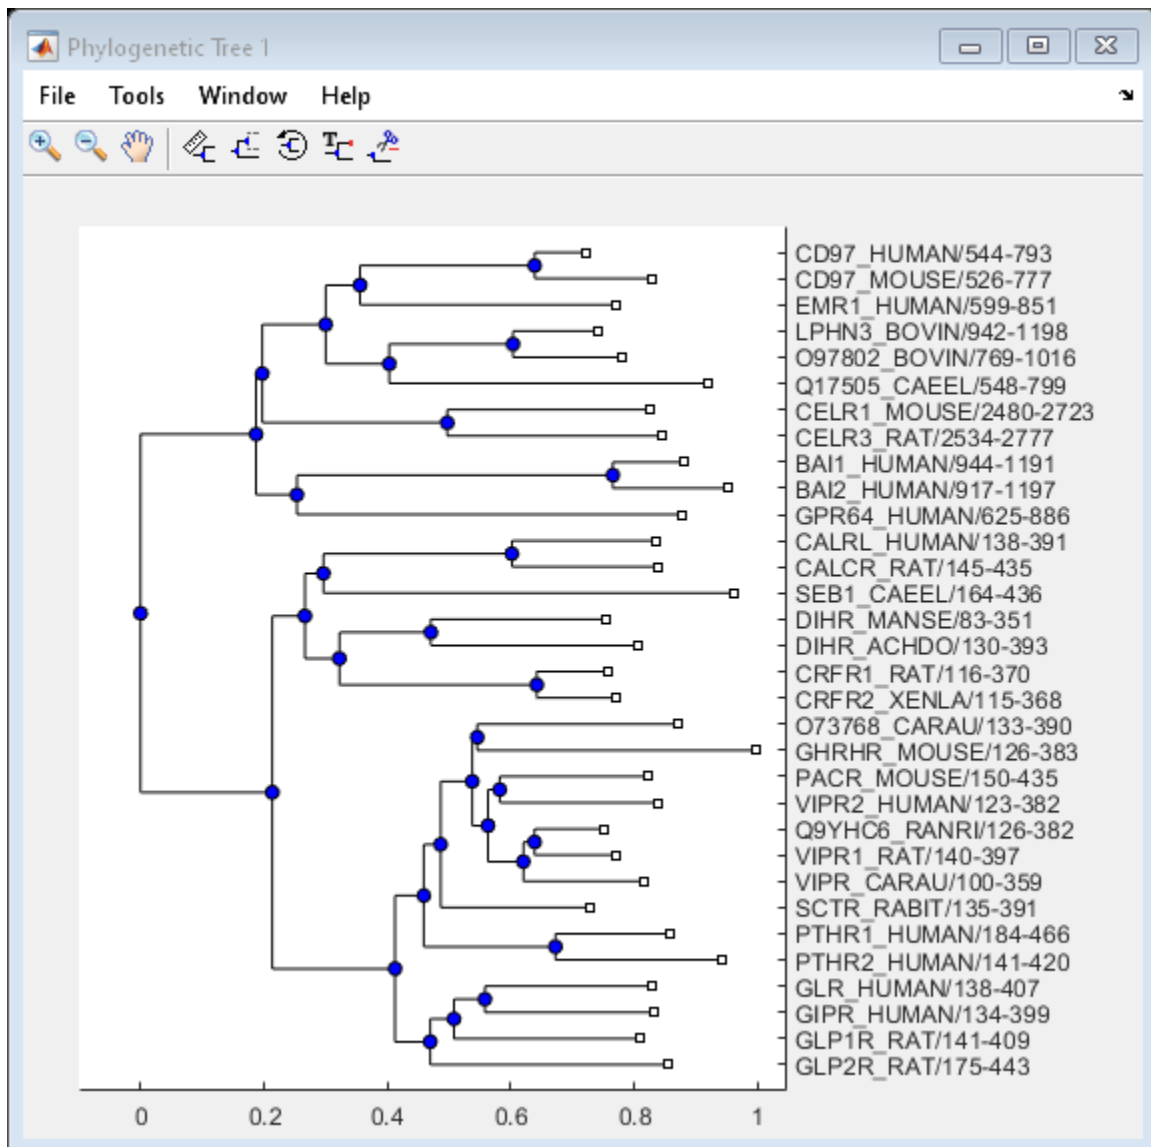 Phylogenetic Tree 1
File Tools Window Help
CD97_HUMAN/544-793
CD97_MOUSE/526-777
EMR1_HUMAN/599-851
LPHN3_BOVIN/942-1198
O97802_BOVIN/769-1016
Q17505_CAEEL/548-799
CELR1_MOUSE/2480-2723
CELR3_RAT/2534-2777
BAI1_HUMAN/944-1191
BAI2_HUMAN/917-1197
GPR64_HUMAN/625-886
CALRL_HUMAN/138-391
CALCR_RAT/145-435
SEB1_CAEEL/164-436
DIHR_MANSE/83-351
DIHR_ACHDO/130-393
CRFR1_RAT/116-370
CRFR2_XENLA/115-368
O73768_CARAU/133-390
GHRHR_MOUSE/126-383
PACR_MOUSE/150-435
VIPR2_HUMAN/123-382
Q9YHC6_RANRI/126-382
VIPR1_RAT/140-397
VIPR_CARAU/100-359
SCTR_RABIT/135-391
PTHR1_HUMAN/184-466
PTHR2_HUMAN/141-420
GLR_HUMAN/138-407
GIPR_HUMAN/134-399
GLP1R_RAT/141-409
GLP2R_RAT/175-443
0 0.2 0.4 0.6 0.8 1